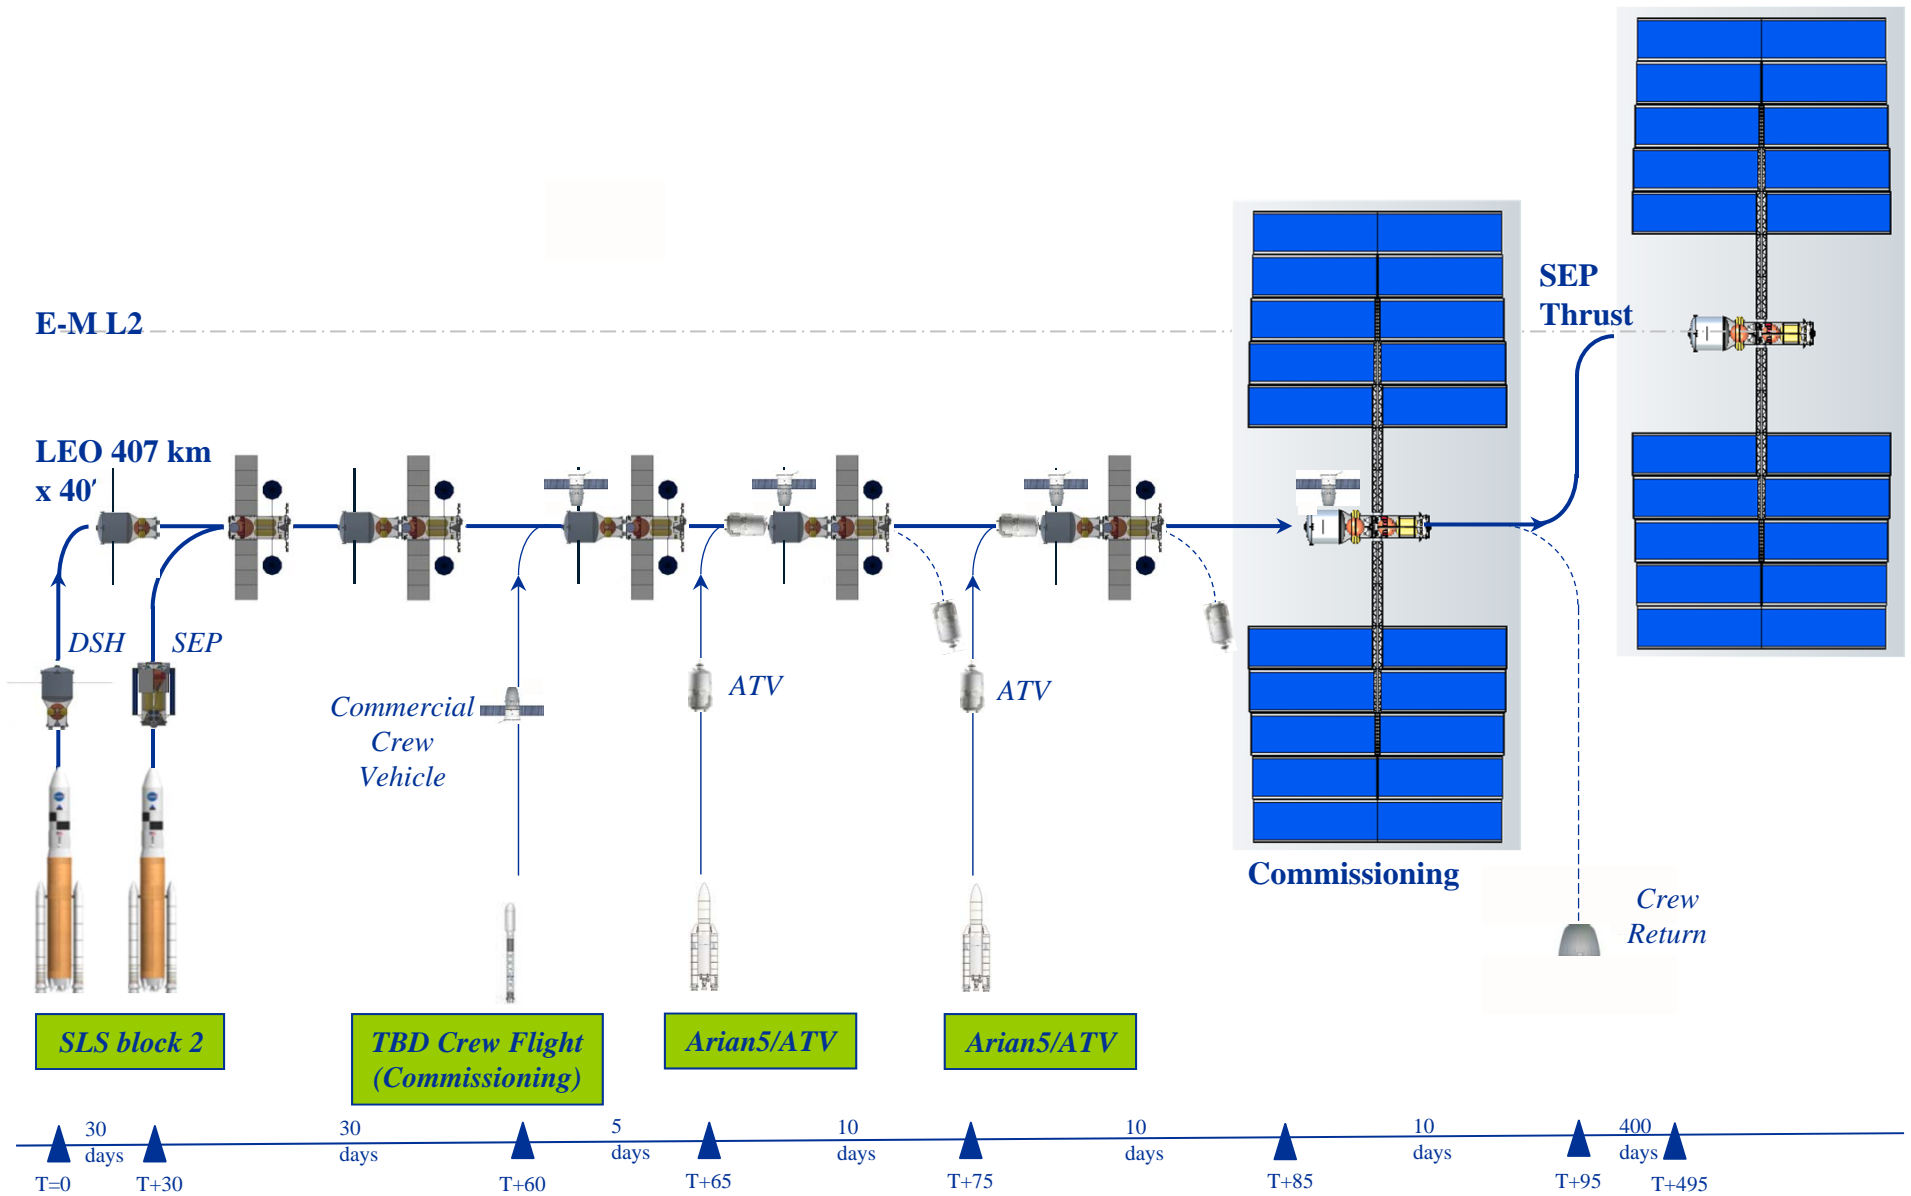 SEP
Thrust
E-M L2
LEO 407 km
x 40′
DSH
SEP
Commercial
Crew
Vehicle
ATV
ATV
Commissioning
Crew
Return
SLS block 2
TBD Crew Flight
(Commissioning)
Arian5/ATV
Arian5/ATV
30
days
30
days
5
days
10
days
10
days
10
days
400
days
T=0
T+30
T+60
T+65
T+75
T+85
T+95
T+495